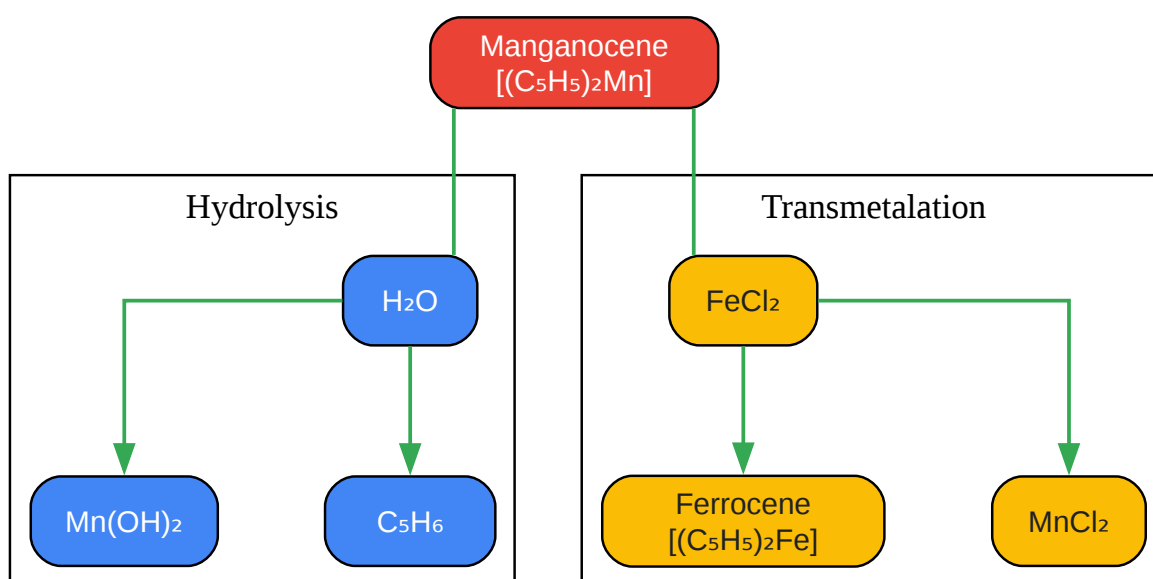 Manganocene
[(C₅H₅)₂Mn]
Hydrolysis
Transmetalation
H₂O
FeCl₂
Mn(OH)₂
C₅H₆
Ferrocene
[(C₅H₅)₂Fe]
MnCl₂